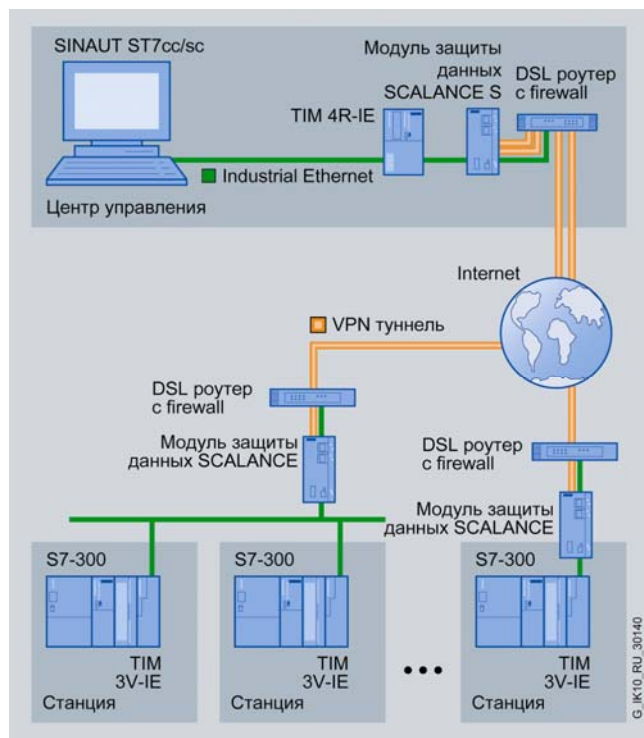 SINAUT ST7cc/sc
Модуль защиты
данных
SCALANCE S
DSL роутер
с firewall
TIM 4R-IE
Industrial Ethernet
Центр управления
Internet
VPN туннель
DSL роутер
с firewall
Модуль защиты
данных SCALANCE
DSL роутер
с firewall
Модуль защиты
данных SCALANCE
S7-300
TIM
3V-IE
Станция
S7-300
TIM
3V-IE
Станция
S7-300
TIM
3V-IE
Станция
G_IK10_RU_30140